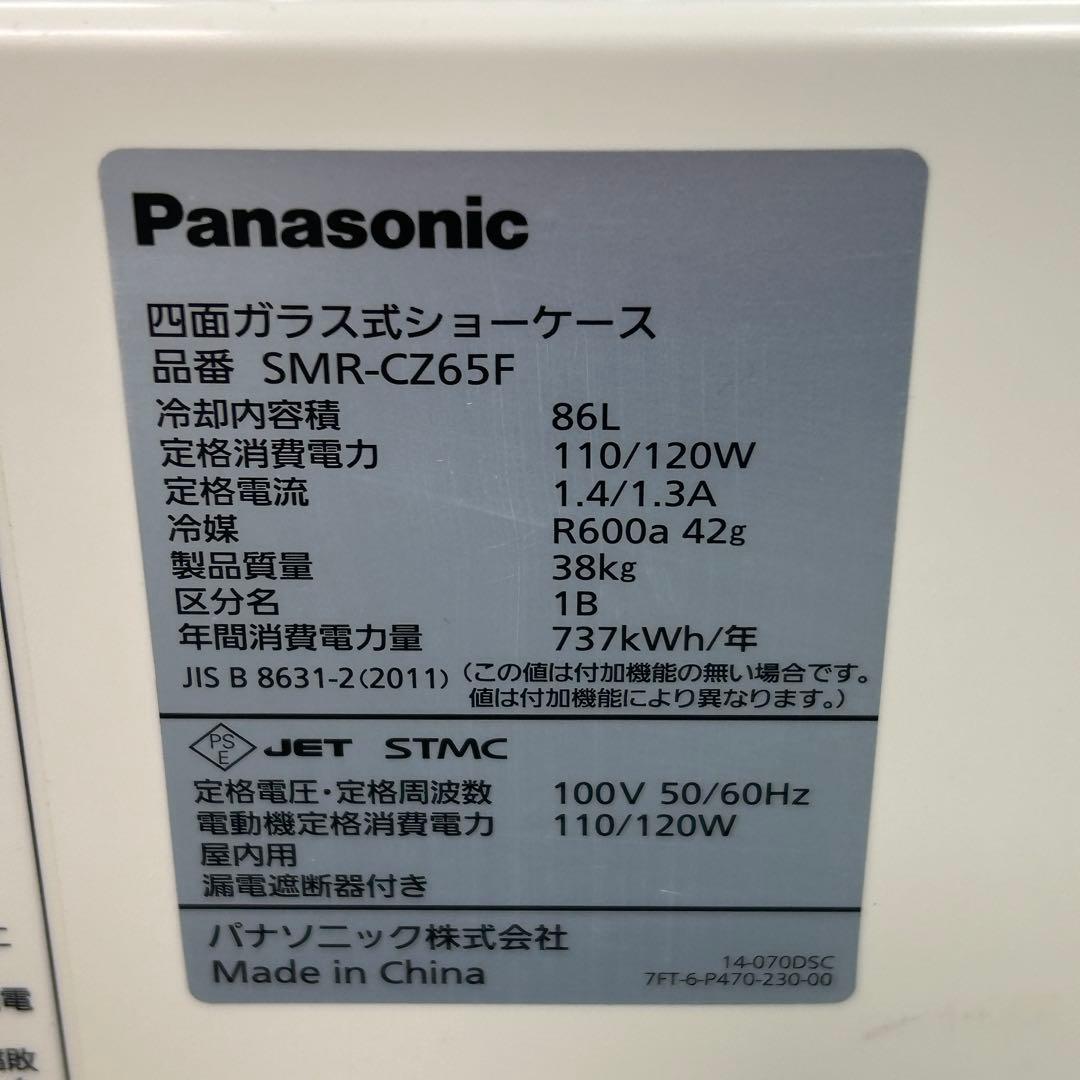 Panasonic
四面ガラス式ショーケース
品番 SMR-CZ65F
冷却内容積 86L
定格消費電力 110/120W
定格電流 1.4/1.3A
冷媒 R600a 42g
製品質量 38kg
区分名 1B
年間消費電力量 737kWh/年
JIS B 8631-2(2011)(この値は付加機能の無い場合です。
値は付加機能により異なります。)
PS
E
JET STMC
定格電圧・定格周波数 100V 50/60Hz
電動機定格消費電力 110/120W
屋内用
漏電遮断器付き
パナソニック株式会社
Made in China
14-070DSC
7FT-6-P470-230-00
電
敗